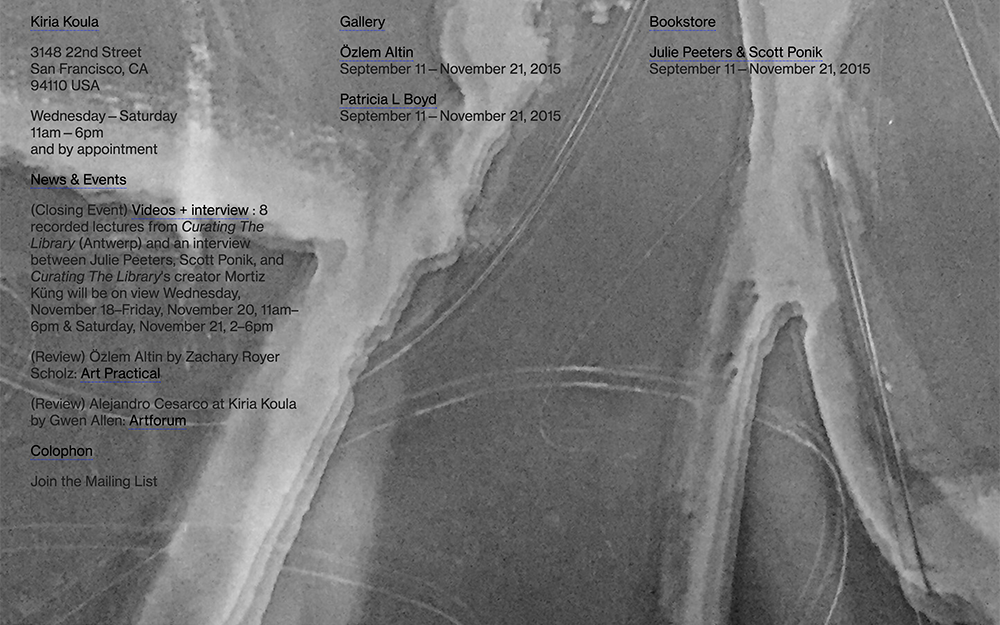 Kiria Koula
3148 22nd Street
San Francisco, CA
94110 USA
Wednesday – Saturday
11am – 6pm
and by appointment
News & Events
(Closing Event) Videos + interview : 8
recorded lectures from Curating The
Library (Antwerp) and an interview
between Julie Peeters, Scott Ponik, and
Curating The Library's creator Mortiz
Küng will be on view Wednesday,
November 18–Friday, November 20, 11am–
6pm & Saturday, November 21, 2–6pm
(Review) Özlem Altin by Zachary Royer
Scholz: Art Practical
(Review) Alejandro Cesarco at Kiria Koula
by Gwen Allen: Artforum
Colophon
Join the Mailing List
Gallery
Özlem Altin
September 11 – November 21, 2015
Patricia L Boyd
September 11 – November 21, 2015
Bookstore
Julie Peeters & Scott Ponik
September 11 – November 21, 2015